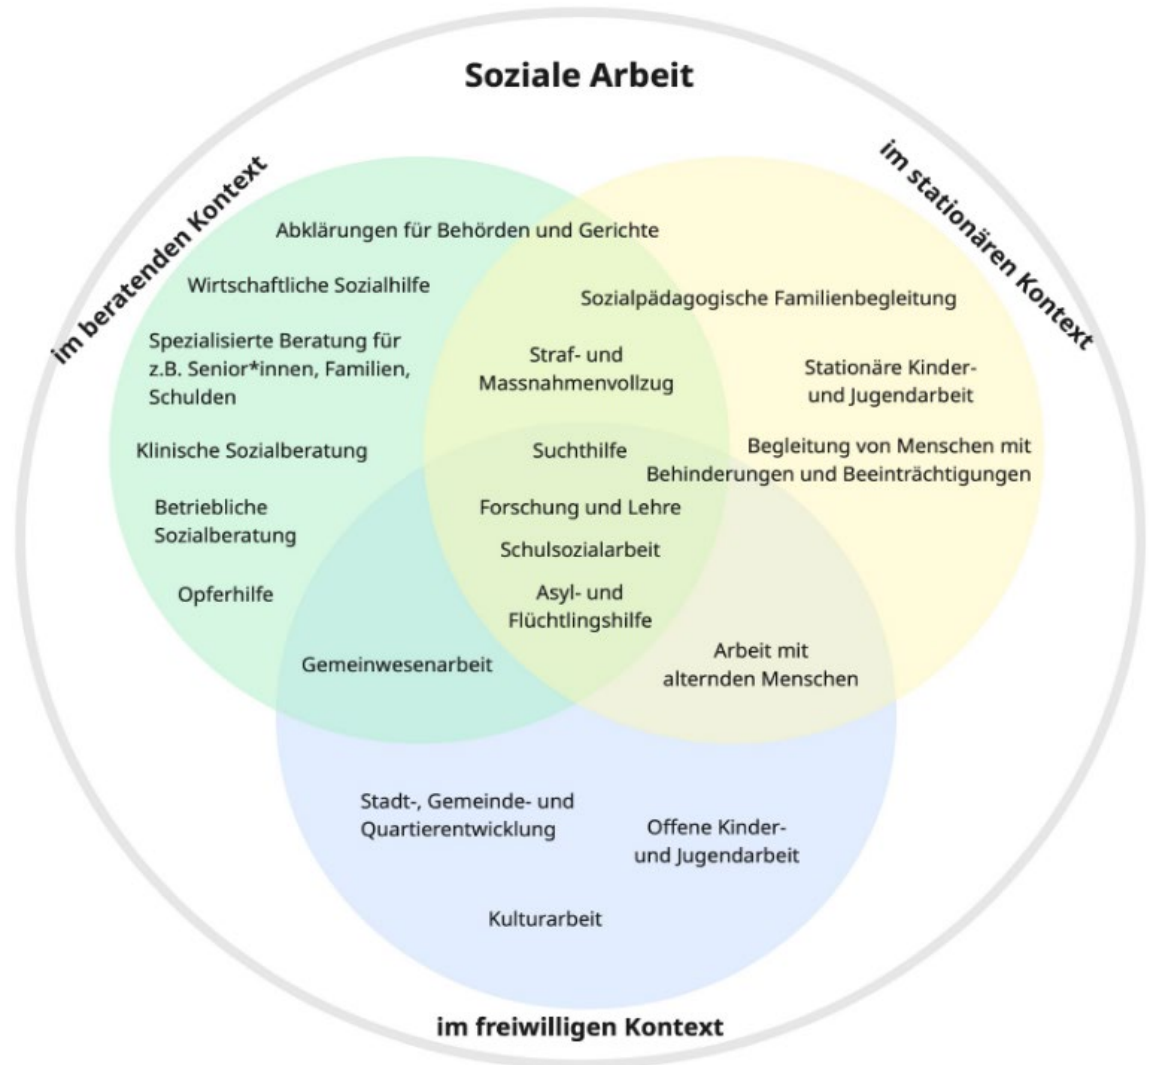 Soziale Arbeit
im beratenden Kontext
im stationären Kontext
Abklärungen für Behörden und Gerichte
Wirtschaftliche Sozialhilfe
Sozialpädagogische Familienbegleitung
Spezialisierte Beratung für
z.B. Senior*innen, Familien,
Schulden
Straf- und
Massnahmenvollzug
Stationäre Kinder-
und Jugendarbeit
Klinische Sozialberatung
Suchthilfe
Begleitung von Menschen mit
Behinderungen und Beeinträchtigungen
Betriebliche
Sozialberatung
Forschung und Lehre
Schulsozialarbeit
Opferhilfe
Asyl- und
Flüchtlingshilfe
Gemeinwesenarbeit
Arbeit mit
alternden Menschen
Stadt-, Gemeinde- und
Quartierentwicklung
Offene Kinder-
und Jugendarbeit
Kulturarbeit
im freiwilligen Kontext